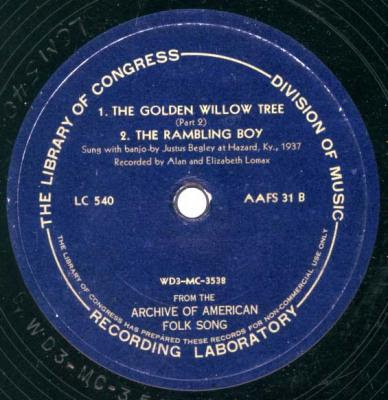 THE LIBRARY OF CONGRESS
DIVISION OF MUSIC
1. THE GOLDEN WILLOW TREE
(Part 2)
2. THE RAMBLING BOY
Sung with banjo by Justus Begley at Hazard, Ky., 1937
Recorded by Alan and Elizabeth Lomax
LC 540
AAFS 31 B
WD3-MC-3538
FROM THE
ARCHIVE OF AMERICAN
FOLK SONG
THE LIBRARY OF CONGRESS HAS PREPARED THESE RECORDS FOR NON-COMMERCIAL USE ONLY
RECORDING LABORATORY
WD3-MC-35